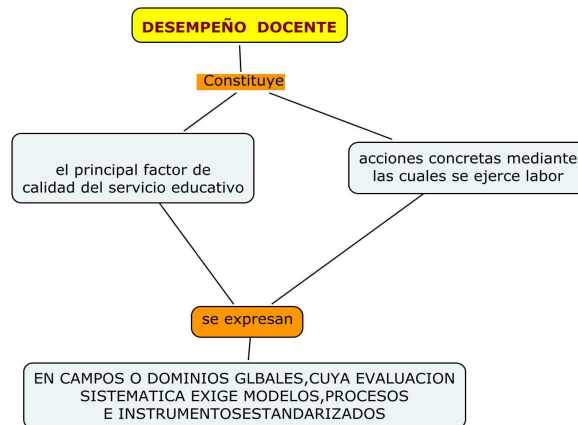 DESEMPEÑO DOCENTE
Constituye
el principal factor de
calidad del servicio educativo
acciones concretas mediante
las cuales se ejerce labor
se expresan
EN CAMPOS O DOMINIOS GLBALES,CUYA EVALUACION
SISTEMATICA EXIGE MODELOS,PROCESOS
E INSTRUMENTOSESTANDARIZADOS